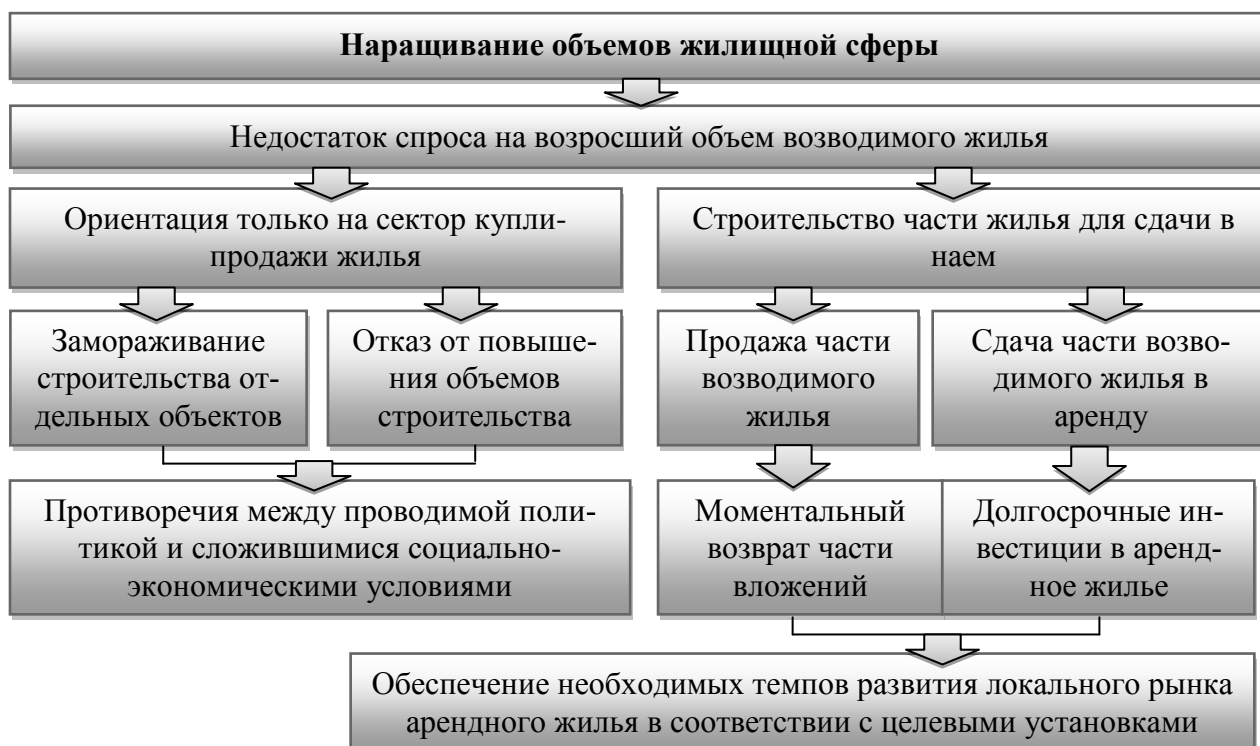 Наращивание объемов жилищной сферы
Недостаток спроса на возросший объем возводимого жилья
Ориентация только на сектор купли-
продажи жилья
Строительство части жилья для сдачи в
наем
Замораживание
строительства от-
дельных объектов
Отказ от повыше-
ния объемов
строительства
Продажа части
возводимого
жилья
Сдача части возво-
димого жилья в
аренду
Противоречия между проводимой поли-
тикой и сложившимися социально-
экономическими условиями
Моментальный
возврат части
вложений
Долгосрочные ин-
вестиции в аренд-
ное жилье
Обеспечение необходимых темпов развития локального рынка
арендного жилья в соответствии с целевыми установками